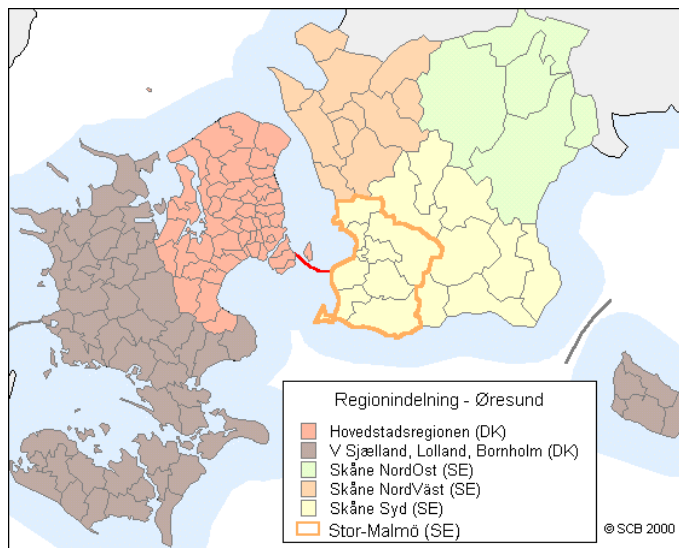 Regionindelning - Øresund
Hovedstadsregionen (DK)
V Sjælland, Lolland, Bornholm (DK)
Skåne NordOst (SE)
Skåne NordVäst (SE)
Skåne Syd (SE)
Stor-Malmö (SE)
© SCB 2000